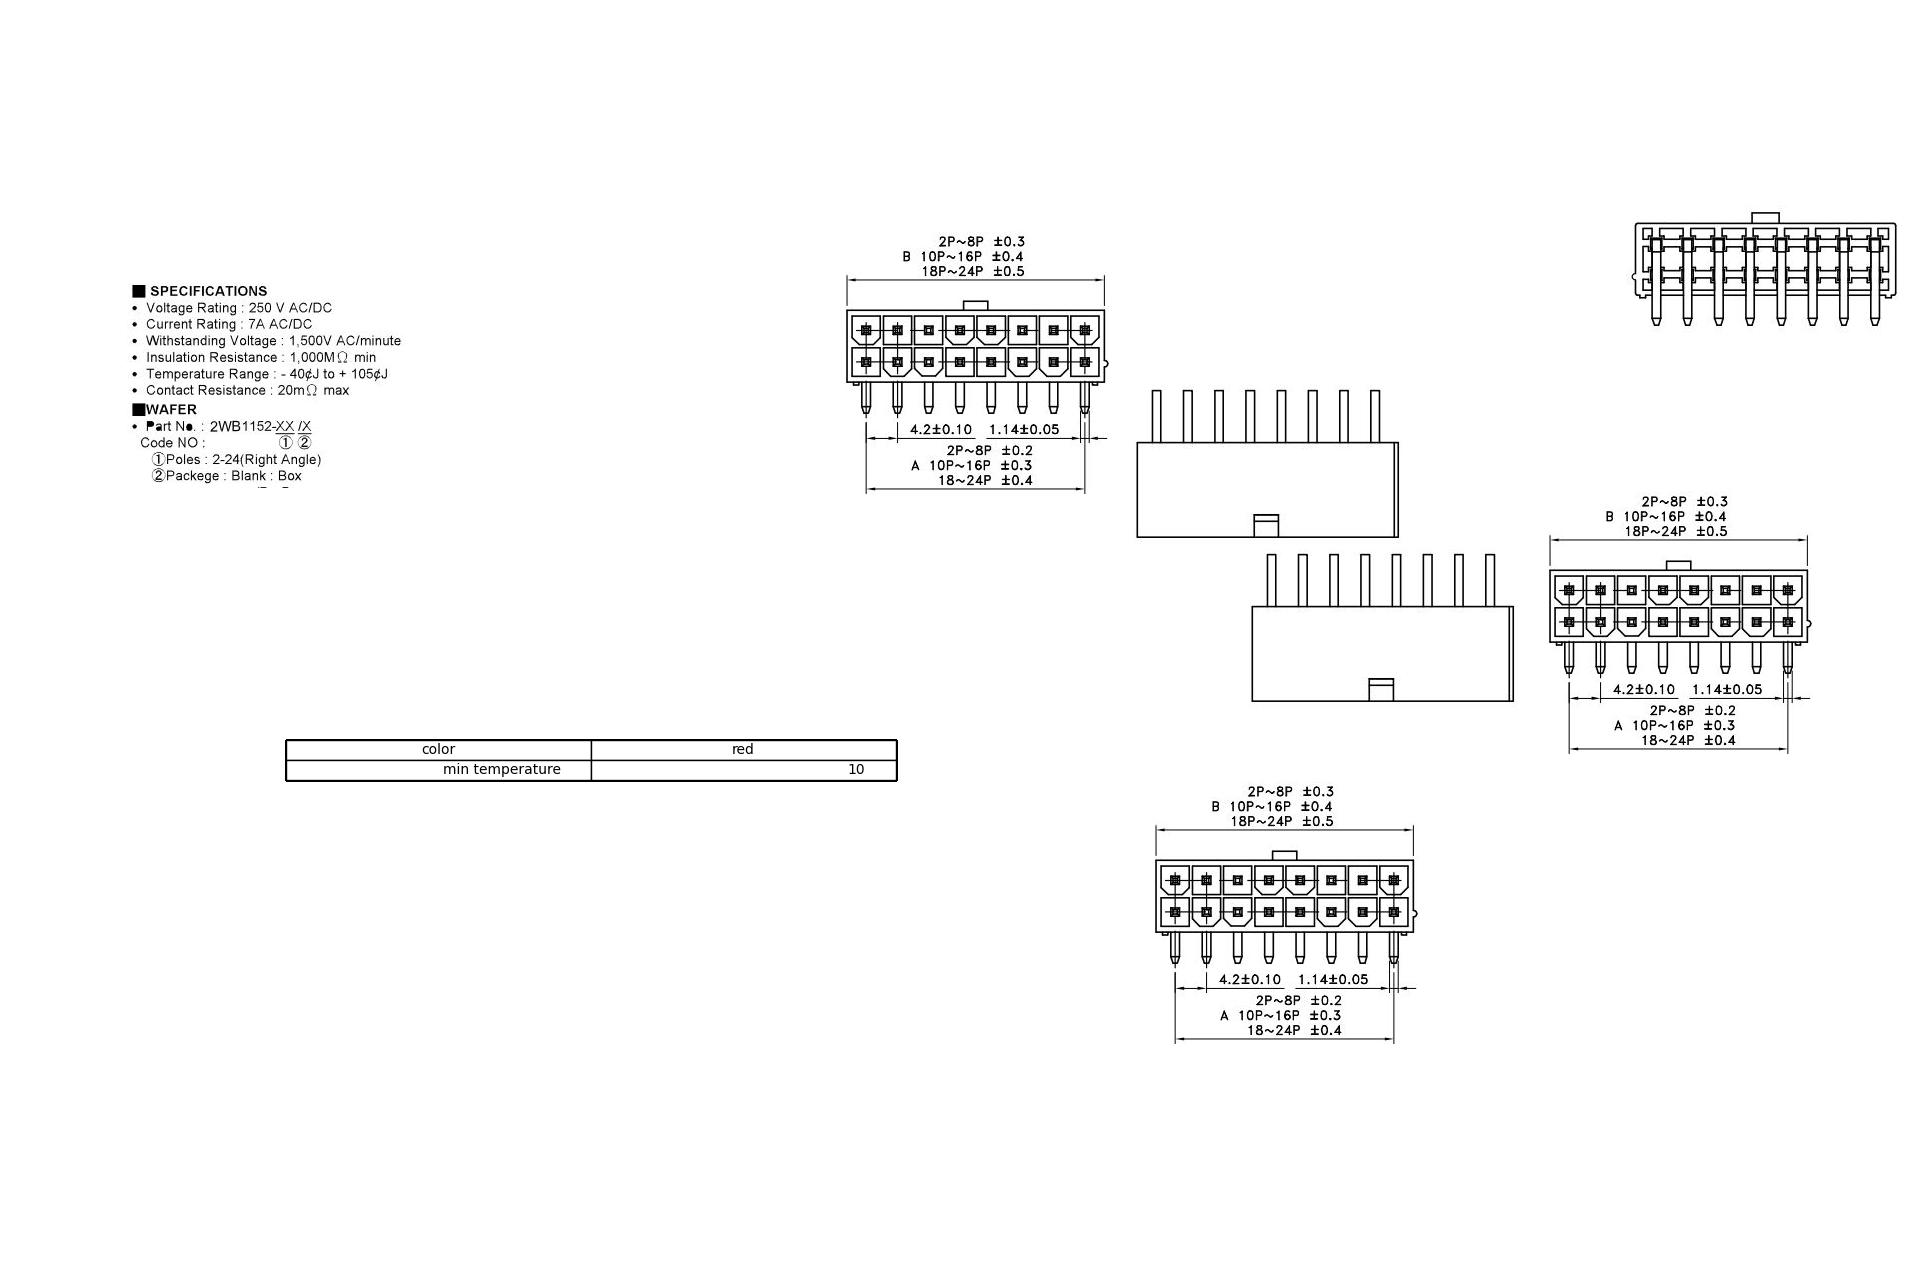 ■ SPECIFICATIONS
• Voltage Rating : 250 V AC/DC
• Current Rating : 7A AC/DC
• Withstanding Voltage : 1,500V AC/minute
• Insulation Resistance : 1,000MΩ min
• Temperature Range : - 40¢J to + 105¢J
• Contact Resistance : 20mΩ max
■WAFER
• Part No. : 2WB1152-XX /X
Code NO : ① ②
①Poles : 2-24(Right Angle)
②Packege : Blank : Box
2P~8P ±0.3
B 10P~16P ±0.4
18P~24P ±0.5
4.2±0.10 1.14±0.05
2P~8P ±0.2
A 10P~16P ±0.3
18~24P ±0.4
2P~8P ±0.3
B 10P~16P ±0.4
18P~24P ±0.5
4.2±0.10 1.14±0.05
2P~8P ±0.2
A 10P~16P ±0.3
18~24P ±0.4
color red
min temperature 10
2P~8P ±0.3
B 10P~16P ±0.4
18P~24P ±0.5
4.2±0.10 1.14±0.05
2P~8P ±0.2
A 10P~16P ±0.3
18~24P ±0.4